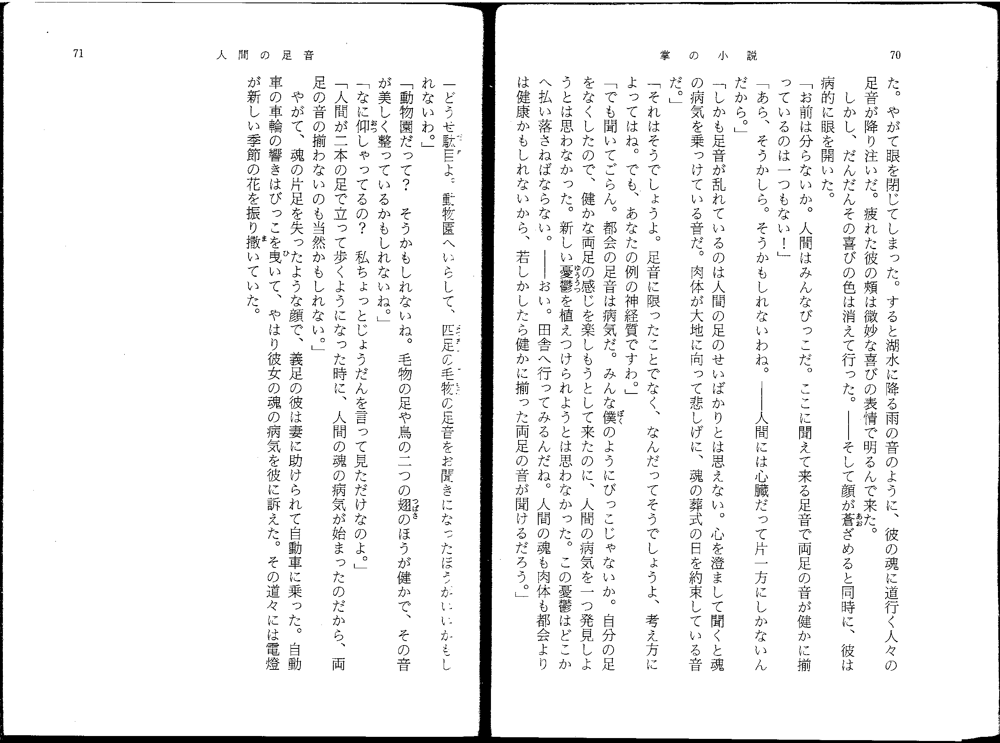 70
掌の小説
た。やがて眼を閉じてしまった。すると湖水に降る雨の音のように、彼の魂に道行く人々の
足音が降り注いだ。疲れた彼の頰は微妙な喜びの表情で明るんで来た。
しかし、だんだんその喜びの色は消えて行った。――そして顔が蒼ざめると同時に、彼は
あお
病的に眼を開いた。
「お前は分らないか。人間はみんなびっこだ。ここに聞えて来る足音で両足の音が健かに揃
っているのは一つもない！」
「あら、そうかしら。そうかもしれないわね。――人間には心臓だって片一方にしかないん
だから。」
「しかも足音が乱れているのは人間の足のせいばかりとは思えない。心を澄まして聞くと魂
の病気を乗っけている音だ。肉体が大地に向って悲しげに、魂の葬式の日を約束している音
だ。」
「それはそうでしょうよ。足音に限ったことでなく、なんだってそうでしょうよ、考え方に
よってはね。でも、あなたの例の神経質ですわ。」
「でも聞いてごらん。都会の足音は病気だ。みんな僕のようにびっこじゃないか。自分の足
ぼく
をなくしたので、健かな両足の感じを楽しもうとして来たのに、人間の病気を一つ発見しよ
うとは思わなかった。新しい憂鬱を植えつけられようとは思わなかった。この憂鬱はどこか
ゆううつ
へ払い落さねばならない。――おい。田舎へ行ってみるんだね。人間の魂も肉体も都会より
は健康かもしれないから、若しかしたら健かに揃った両足の音が聞けるだろう。」
人間の足音
71
「どうせ駄目よ。動物園へいらして、四足の毛物の足音をお聞きになったほうがいいかもし
れないわ。」
「動物園だって？　そうかもしれないね。毛物の足や鳥の二つの翅のほうが健かで、その音
つばさ
が美しく整っているかもしれないね。」
「なに仰しゃってるの？　私ちょっとじょうだんを言って見ただけなのよ。」
おっ
「人間が二本の足で立って歩くようになった時に、人間の魂の病気が始まったのだから、両
足の音の揃わないのも当然かもしれない。」
やがて、魂の片足を失ったような顔で、義足の彼は妻に助けられて自動車に乗った。自動
車の車輪の響きはびっこを曳いて、やはり彼女の魂の病気を彼に訴えた。その道々には電燈
ひ
が新しい季節の花を振り撒いていた。
ま